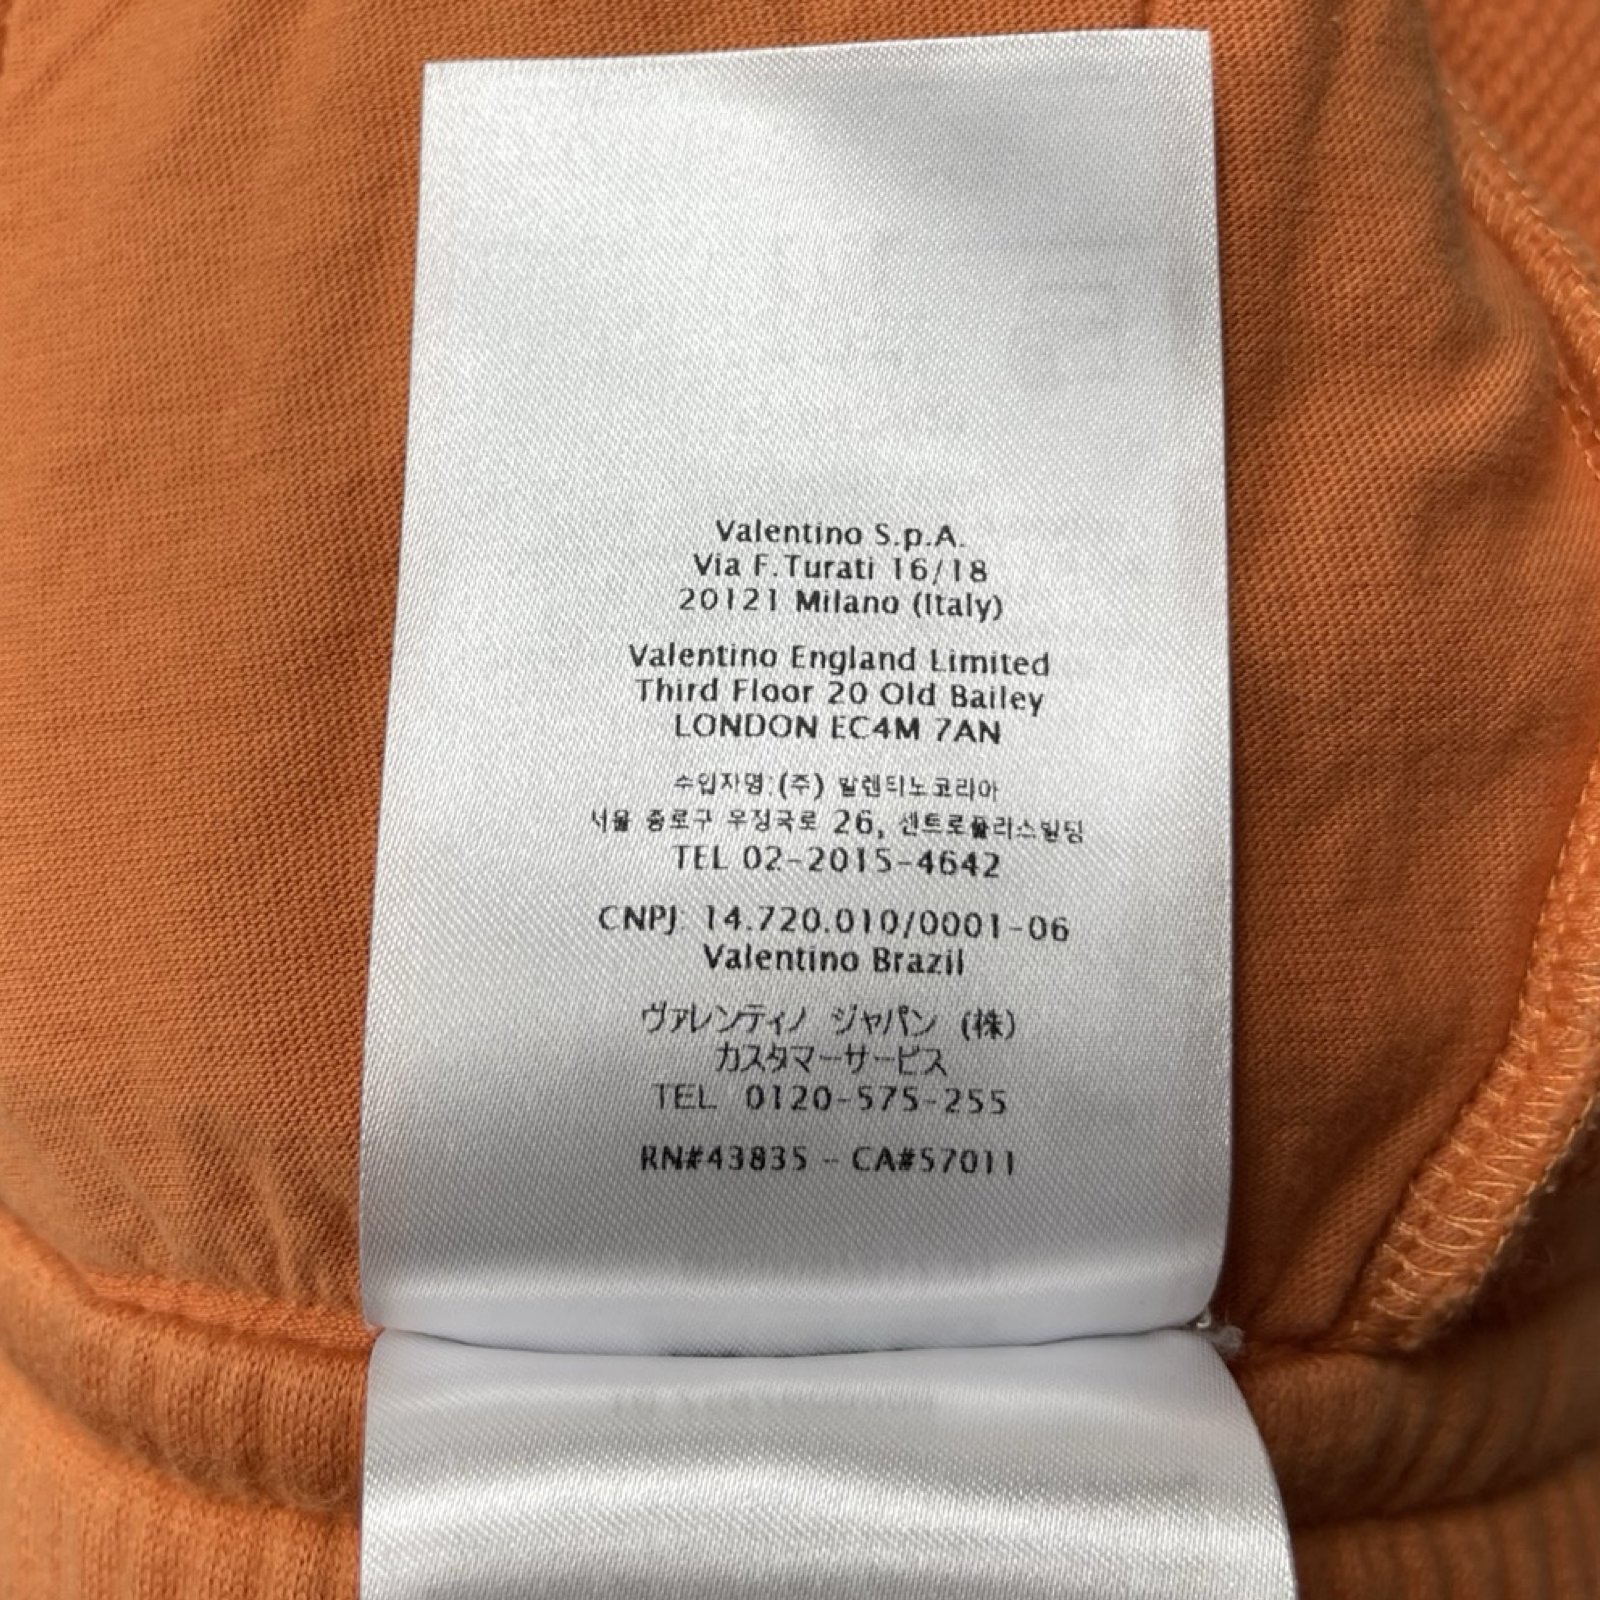 Valentino S.p.A.
Via F.Turati 16/18
20121 Milano (Italy)
Valentino England Limited
Third Floor 20 Old Bailey
LONDON EC4M 7AN
수입자명:(주) 발렌티노코리아
서울 종로구 우정국로 26, 센트로폴리스빌딩
TEL 02-2015-4642
CNPJ: 14.720.010/0001-06
Valentino Brazil
ヴァレンティノ ジャパン (株)
カスタマーサービス
TEL 0120-575-255
RN#43835 - CA#57011